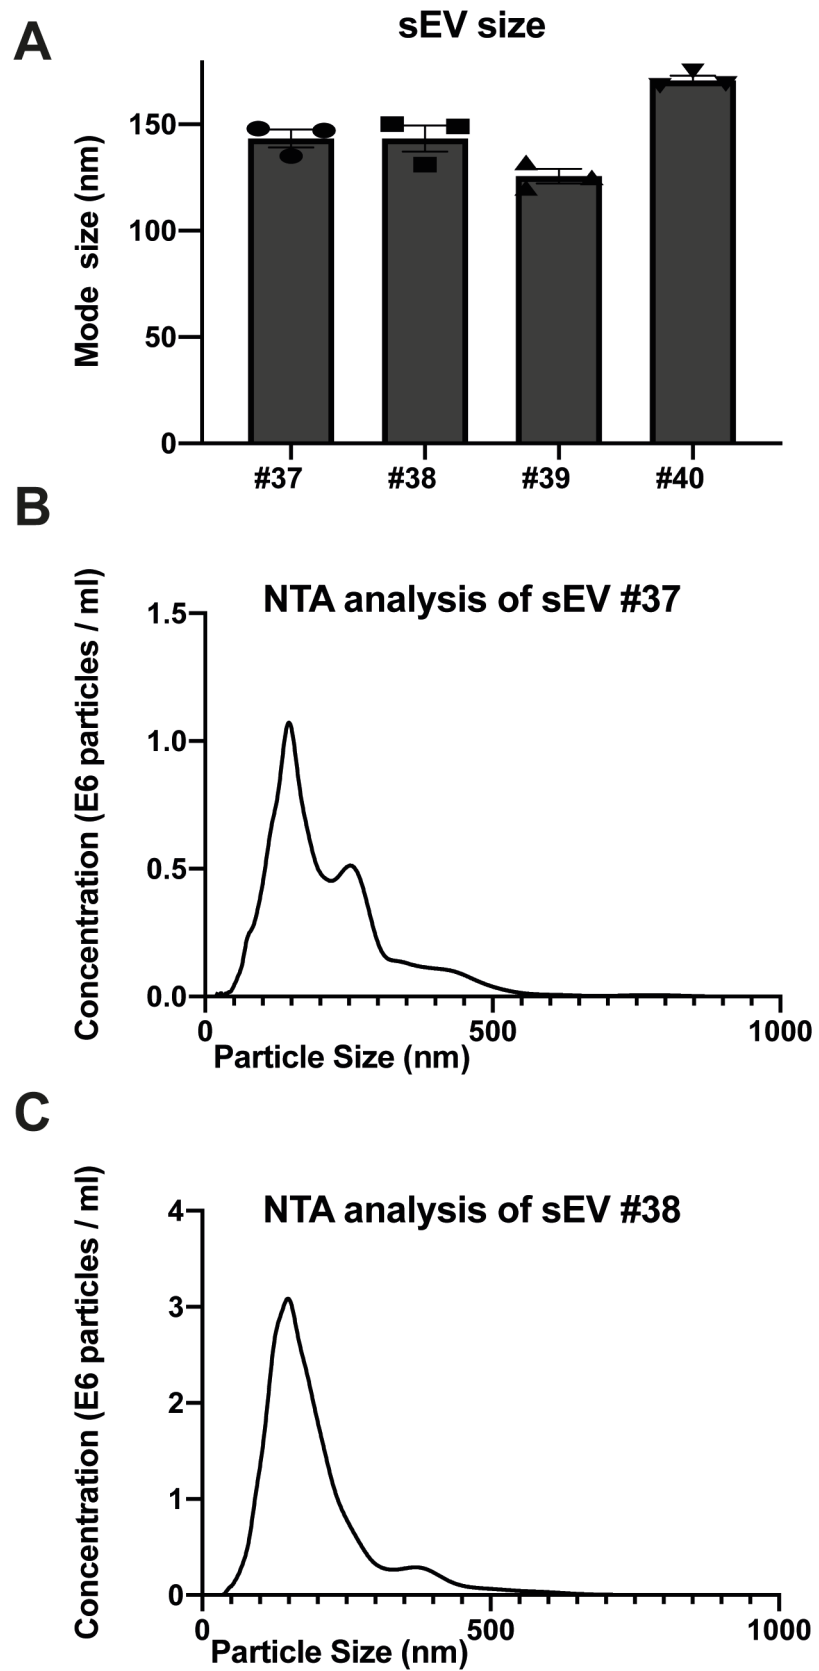 A
sEV size
Mode size (nm)
150
100
50
0
#37 #38 #39 #40
B
NTA analysis of sEV #37
Concentration (E6 particles / ml)
1.5
1.0
0.5
0.0
0 500 1000
Particle Size (nm)
C
NTA analysis of sEV #38
Concentration (E6 particles / ml)
4
3
2
1
0
0 500 1000
Particle Size (nm)